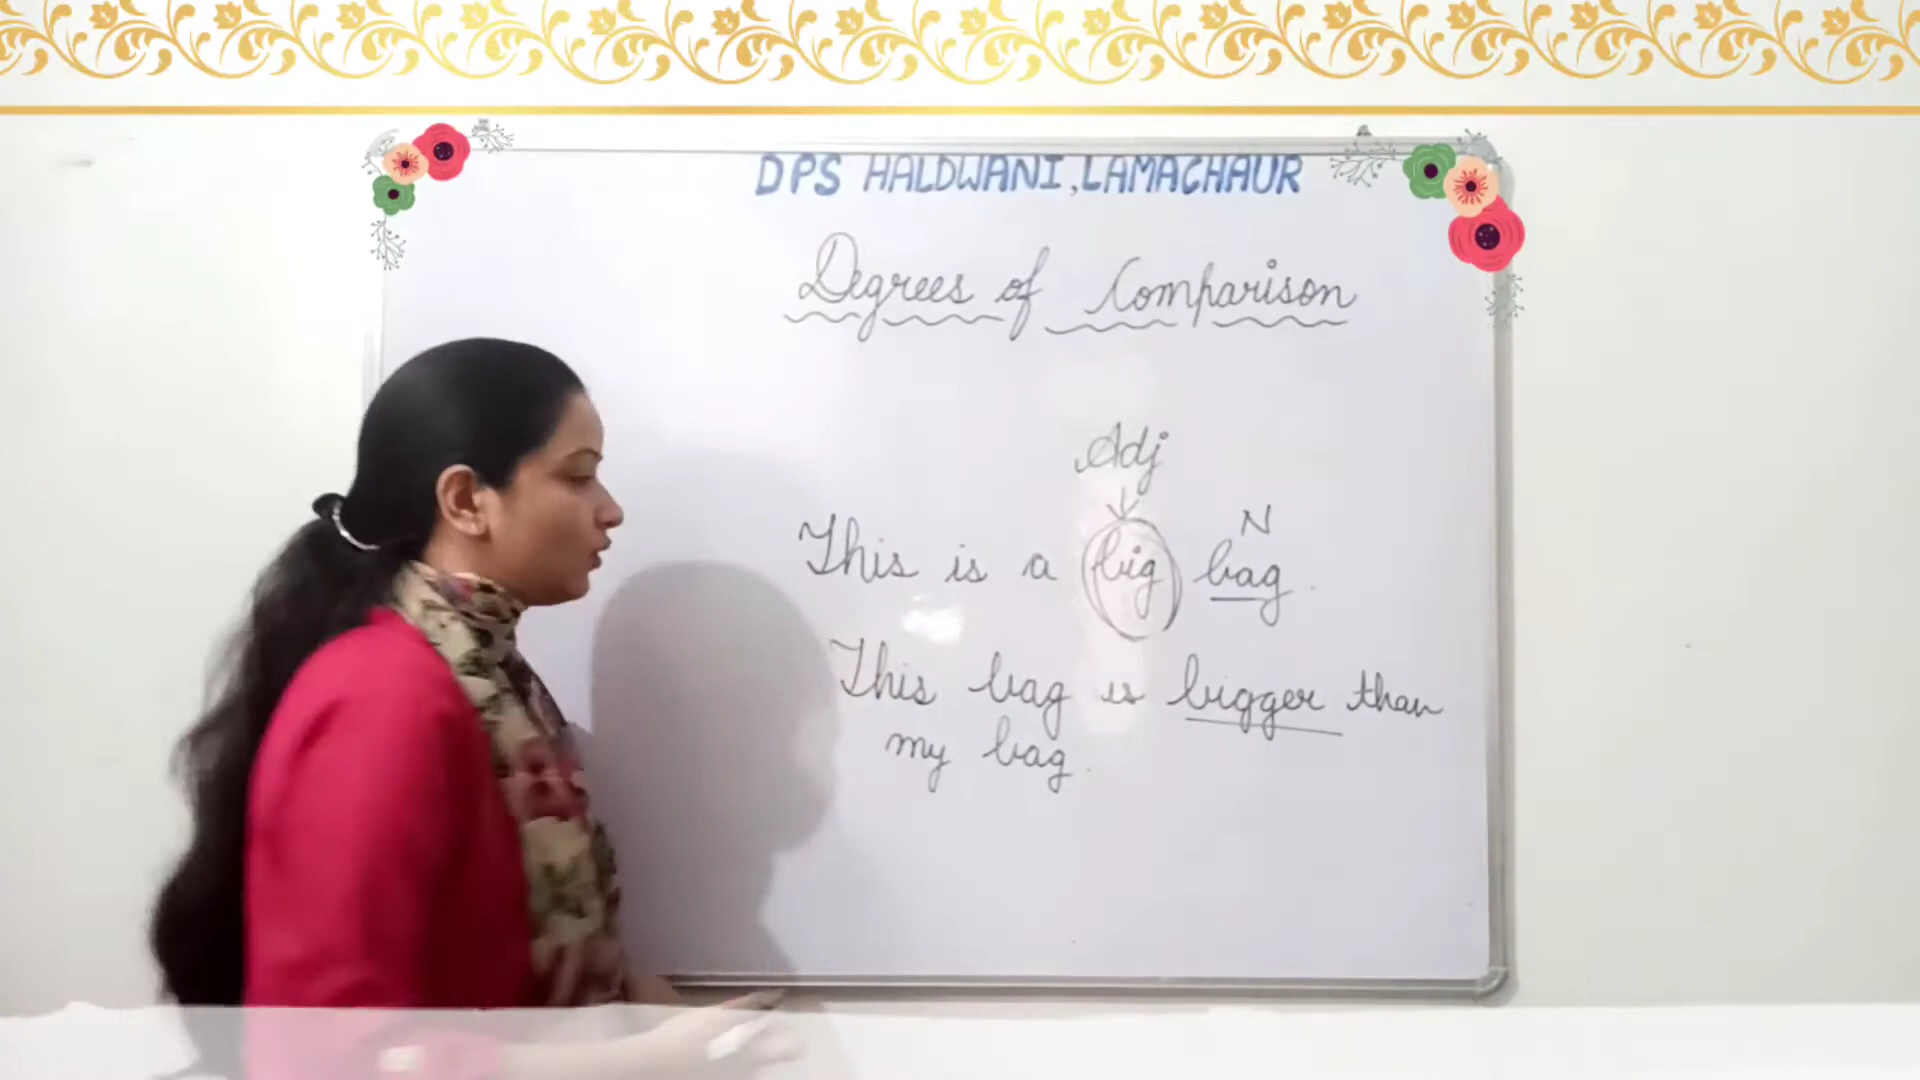 DPS HALDWANI, LAMACHAUR
Degrees of Comparison
Adj
N
This is a big bag.
This bag is bigger than
my bag.